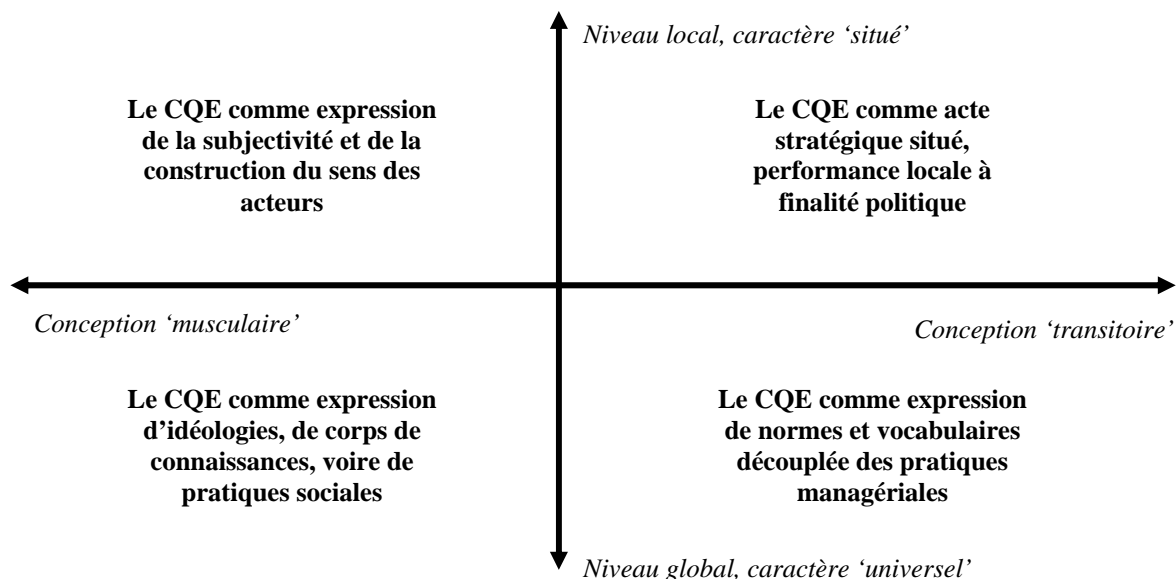 Niveau local, caractère ‘situé’
Le CQE comme expression
de la subjectivité et de la
construction du sens des
acteurs
Le CQE comme acte
stratégique situé,
performance locale à
finalité politique
Conception ‘musculaire’
Conception ‘transitoire’
Le CQE comme expression
d’idéologies, de corps de
connaissances, voire de
pratiques sociales
Le CQE comme expression
de normes et vocabulaires
découplée des pratiques
managériales
Niveau global, caractère ‘universel’